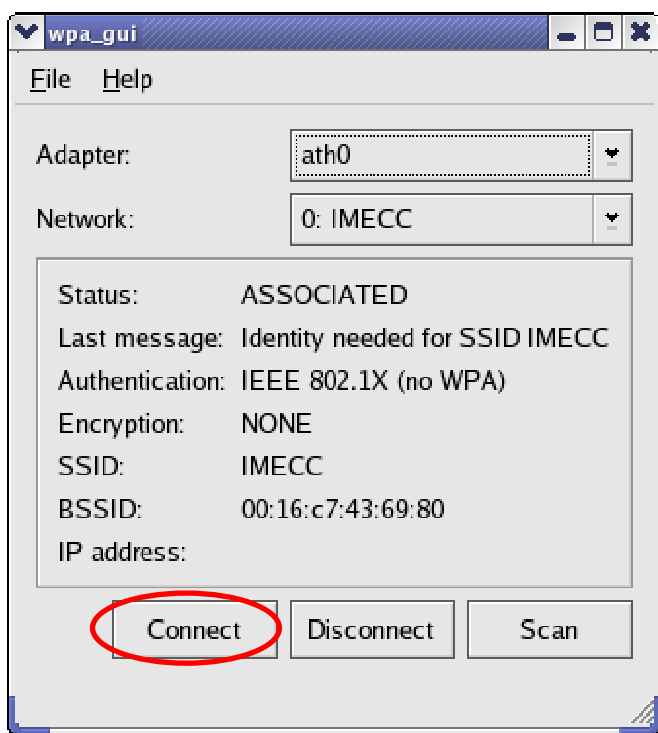 wpa_gui
File Help
Adapter: ath0
Network: 0: IMECC
Status: ASSOCIATED
Last message: Identity needed for SSID IMECC
Authentication: IEEE 802.1X (no WPA)
Encryption: NONE
SSID: IMECC
BSSID: 00:16:c7:43:69:80
IP address:
Connect Disconnect Scan